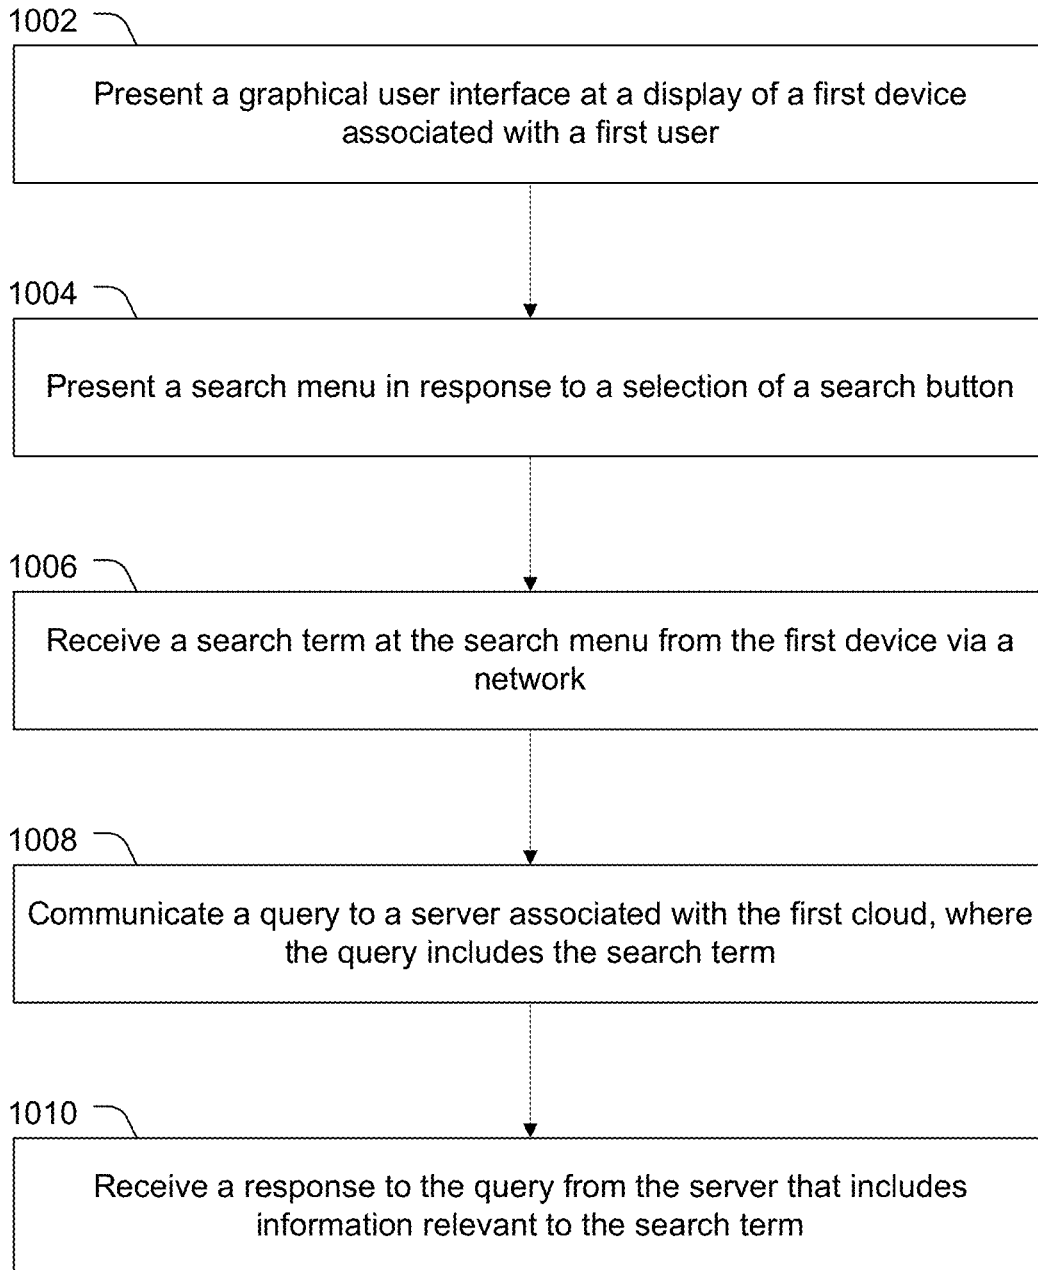 1002
Present a graphical user interface at a display of a first device
associated with a first user
1004
Present a search menu in response to a selection of a search button
1006
Receive a search term at the search menu from the first device via a
network
1008
Communicate a query to a server associated with the first cloud, where
the query includes the search term
1010
Receive a response to the query from the server that includes
information relevant to the search term